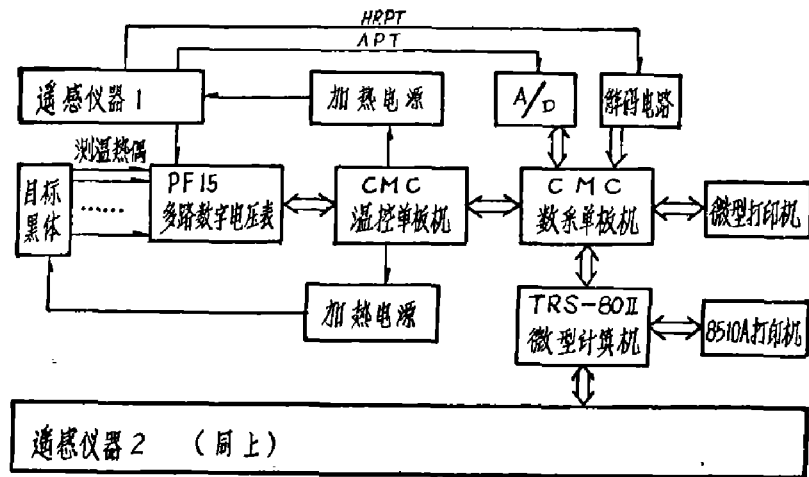 HRPT
APT
遥感仪器1
加热电源
A/D
解码电路
测温热偶
目标
黑体
……
PF15
多路数字电压表
CMC
温控单板机
CMC
数采单板机
微型打印机
加热电源
TRS-80Ⅱ
微型计算机
8510A打印机
遥感仪器2 （同上）